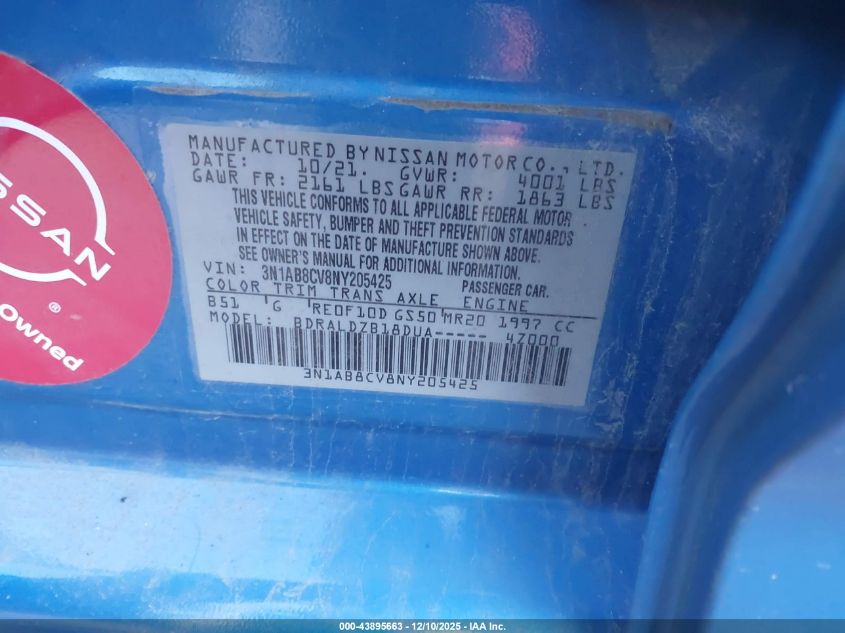 MANUFACTURED BY NISSAN MOTOR CO., LTD.
DATE: 10/21. GVWR: 4001 LBS
GAWR FR: 2161 LBS GAWR RR: 1863 LBS
THIS VEHICLE CONFORMS TO ALL APPLICABLE FEDERAL MOTOR
VEHICLE SAFETY, BUMPER AND THEFT PREVENTION STANDARDS
IN EFFECT ON THE DATE OF MANUFACTURE SHOWN ABOVE.
SEE OWNER'S MANUAL FOR ADDITIONAL INFORMATION.
VIN: 3N1AB8CV8NY205425 PASSENGER CAR.
COLOR TRIM TRANS AXLE ENGINE
B51 'G 'RE0F10D GS50'MR20 1997 CC
MODEL: BDRALDZB18DUA----- 4Z000
3N1AB8CV8NY205425
NISSAN
Owned
000-43895663 - 12/10/2025 - IAA Inc.